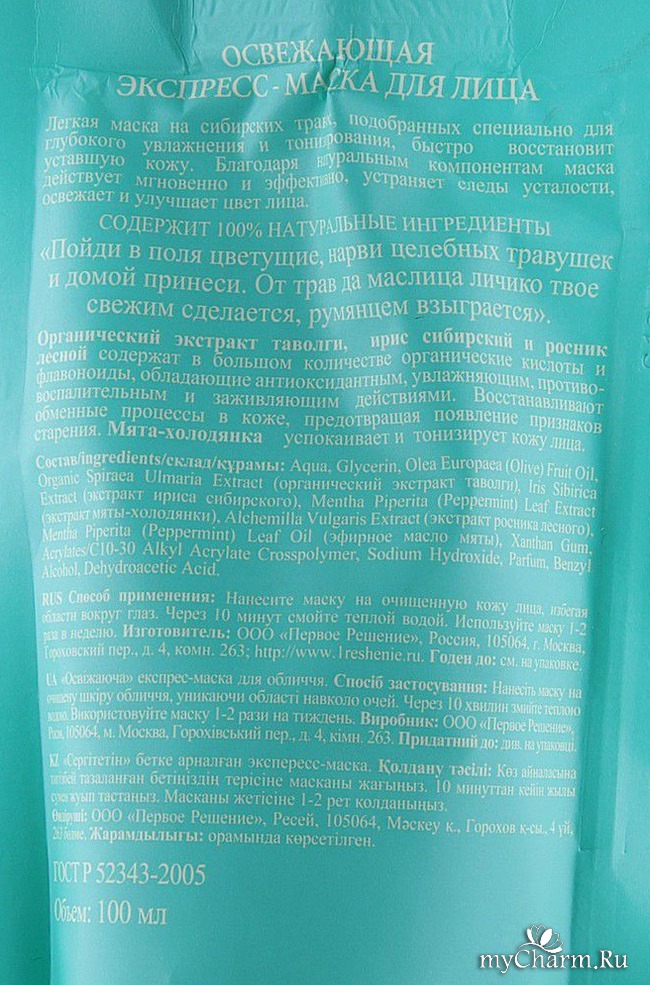 ОСВЕЖАЮЩАЯ
ЭКСПРЕСС - МАСКА ДЛЯ ЛИЦА
Легкая маска на сибирских травах, подобранных специально для
глубокого увлажнения и тонизирования, быстро восстановит
уставшую кожу. Благодаря натуральным компонентам маска
действует мгновенно и эффективно, устраняет следы усталости,
освежает и улучшает цвет лица.
СОДЕРЖИТ 100% НАТУРАЛЬНЫЕ ИНГРЕДИЕНТЫ
«Пойди в поля цветущие, нарви целебных травушек
и домой принеси. От трав да маслица личико твое
свежим сделается, румянцем взыграется».
Органический экстракт таволги, ирис сибирский и росник
лесной содержат в большом количестве органические кислоты и
флавоноиды, обладающие антиоксидантным, увлажняющим, противо-
воспалительным и заживляющим действиями. Восстанавливают
обменные процессы в коже, предотвращая появление признаков
старения. Мята-холодянка успокаивает и тонизирует кожу лица.
Состав/ingredients/склад/құрамы: Aqua, Glycerin, Olea Europaea (Olive) Fruit Oil,
Organic Spiraea Ulmaria Extract (органический экстракт таволги), Iris Sibirica
Extract (экстракт ириса сибирского), Mentha Piperita (Peppermint) Leaf Extract
(экстракт мяты-холодянки), Alchemilla Vulgaris Extract (экстракт росника лесного),
Mentha Piperita (Peppermint) Leaf Oil (эфирное масло мяты), Xanthan Gum,
Acrylates/C10-30 Alkyl Acrylate Crosspolymer, Sodium Hydroxide, Parfum, Benzyl
Alcohol, Dehydroacetic Acid.
RUS Способ применения: Нанесите маску на очищенную кожу лица, избегая
области вокруг глаз. Через 10 минут смойте теплой водой. Используйте маску 1-2
раза в неделю. Изготовитель: ООО «Первое Решение», Россия, 105064, г. Москва,
Гороховский пер., д. 4, комн. 263; http://www.1reshenie.ru. Годен до: см. на упаковке.
UA «Освіжаюча» експрес-маска для обличчя. Спосіб застосування: Нанесіть маску на
очищену шкіру обличчя, уникаючи області навколо очей. Через 10 хвилин змийте теплою
водою. Використовуйте маску 1-2 рази на тиждень. Виробник: ООО «Первое Решение»,
Росія, 105064, м. Москва, Горохівський пер., д. 4, кімн. 263. Придатний до: див. на упаковці.
KZ «Сергітетін» бетке арналған экспересс-маска. Қолдану тәсілі: Көз айналасына
тигізбей тазаланған бетіңіздің терісіне масканы жағыңыз. 10 минуттан кейін жылы
сумен жуып тастаңыз. Масканы жетісіне 1-2 рет қолданыңыз.
Өндіруші: ООО «Первое Решение», Ресей, 105064, Мәскеу к., Горохов қ-сы., 4 үй,
263 бөлме. Жарамдылығы: орамында көрсетілген.
ГОСТ Р 52343-2005
Объем: 100 мл
myCharm.Ru